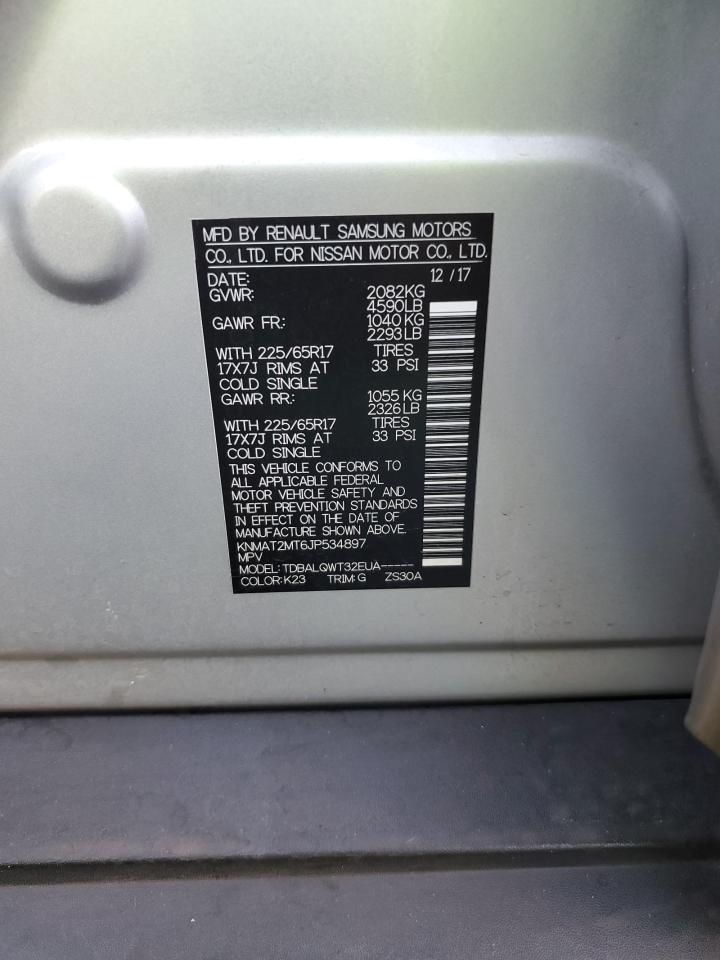 MFD BY RENAULT SAMSUNG MOTORS
CO., LTD. FOR NISSAN MOTOR CO., LTD.
DATE: 12 / 17
GVWR: 2082KG
4590LB
GAWR FR.: 1040 KG
2293 LB
WITH 225/65R17 TIRES
17X7J RIMS AT 33 PSI
COLD SINGLE
GAWR RR.: 1055 KG
2326 LB
WITH 225/65R17 TIRES
17X7J RIMS AT 33 PSI
COLD SINGLE
THIS VEHICLE CONFORMS TO
ALL APPLICABLE FEDERAL
MOTOR VEHICLE SAFETY AND
THEFT PREVENTION STANDARDS
IN EFFECT ON THE DATE OF
MANUFACTURE SHOWN ABOVE.
KNMAT2MT6JP534897
MPV
MODEL: TDBALQWT32EUA-----
COLOR: K23 TRIM: G ZS30A